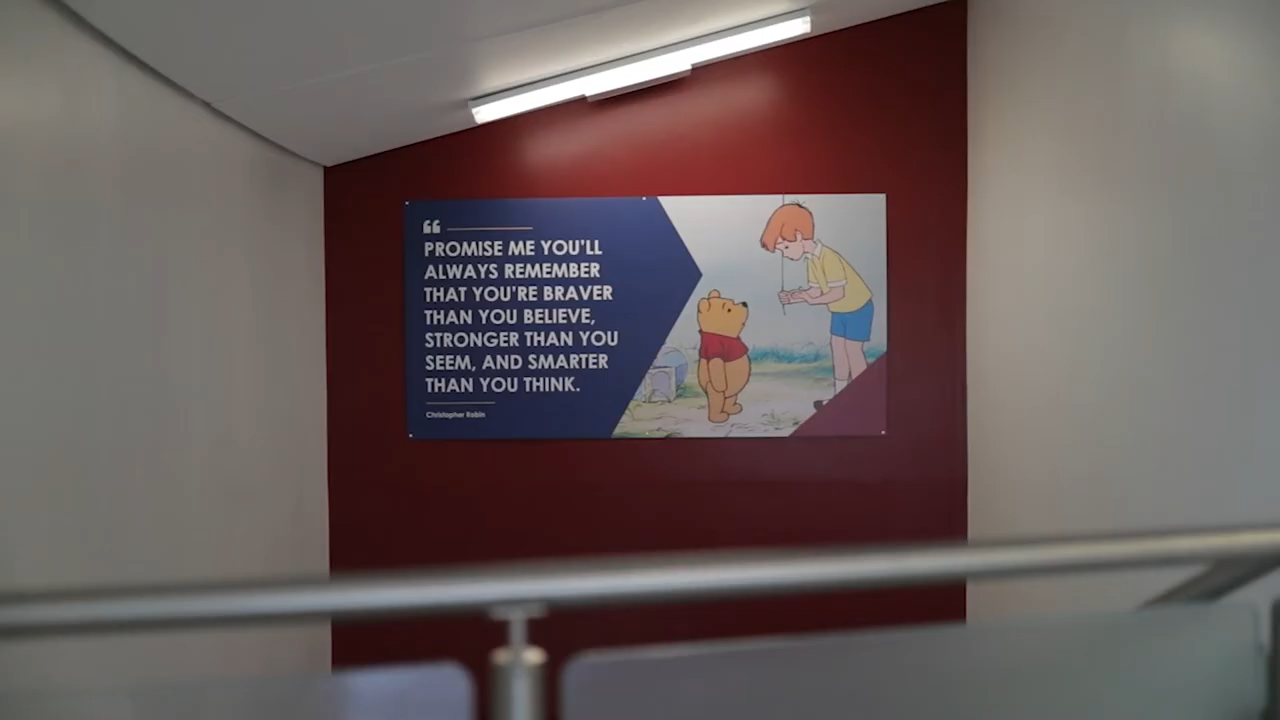 “
PROMISE ME YOU'LL
ALWAYS REMEMBER
THAT YOU'RE BRAVER
THAN YOU BELIEVE,
STRONGER THAN YOU
SEEM, AND SMARTER
THAN YOU THINK.
Christopher Robin